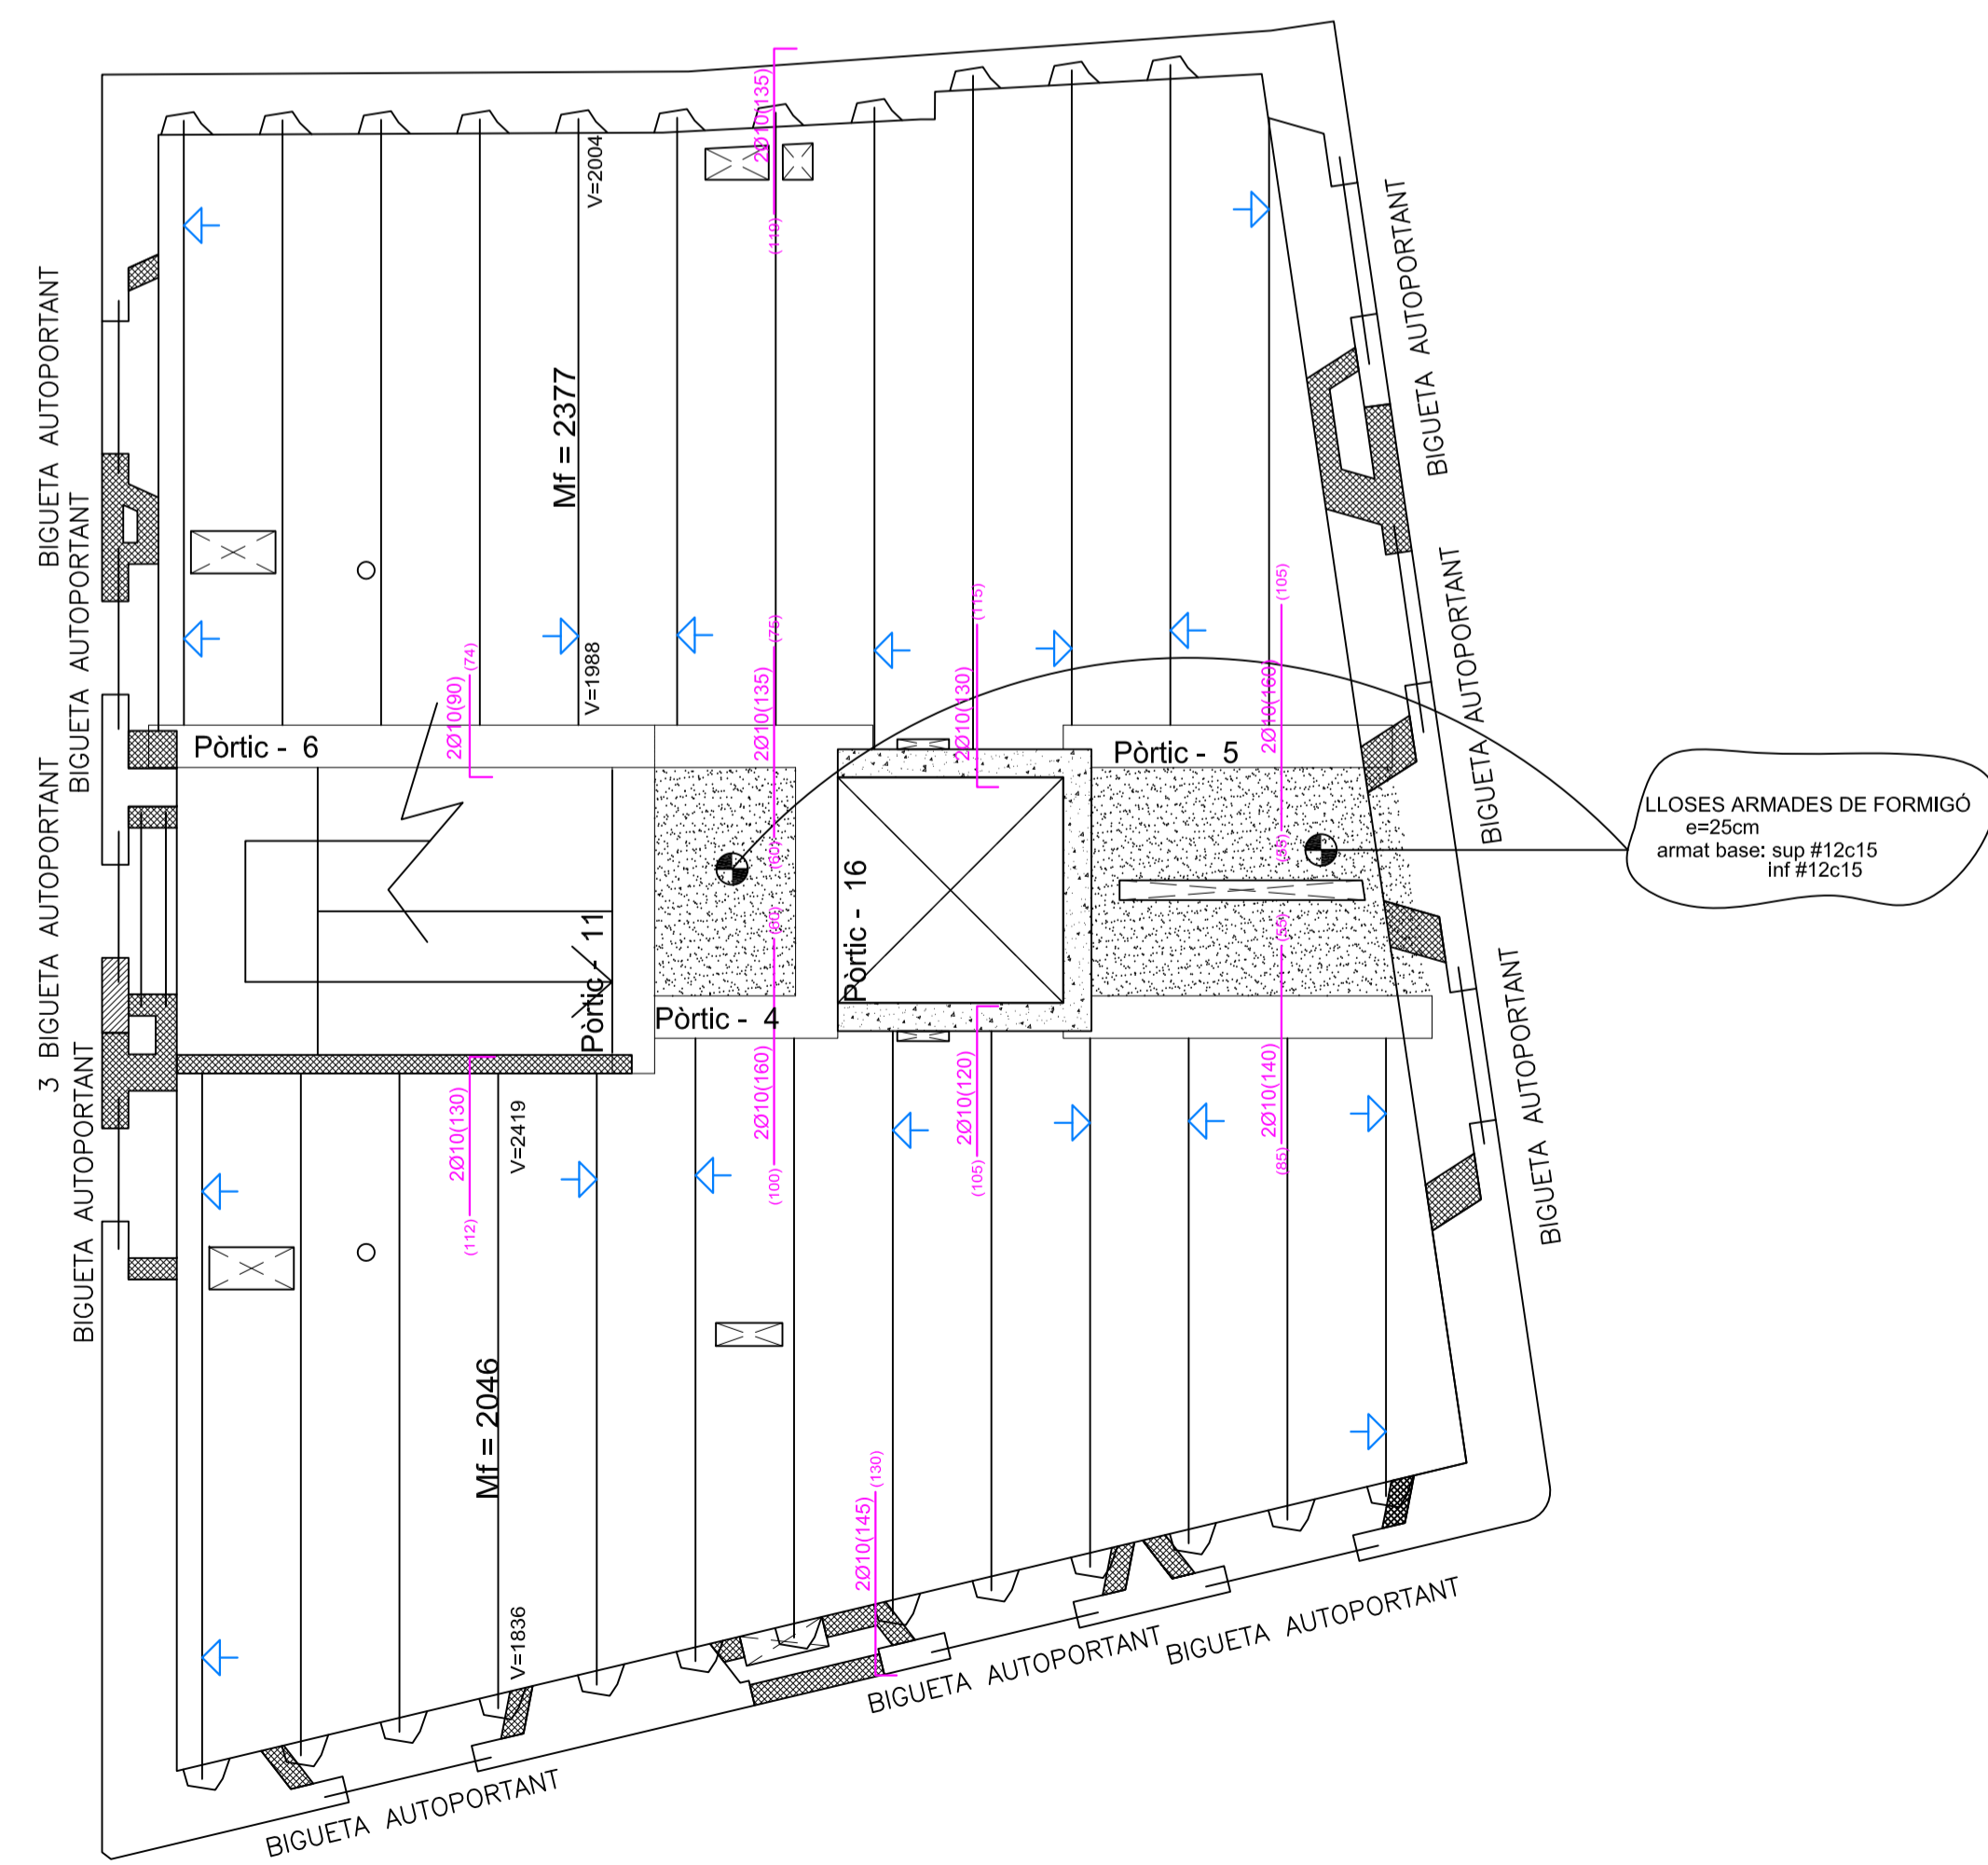 2Ø10(135)
(110)
V=2004
Mf = 2377
V=1988
BIGUETA AUTOPORTANT
BIGUETA AUTOPORTANT
3 BIGUETA AUTOPORTANT
BIGUETA AUTOPORTANT
BIGUETA AUTOPORTANT
BIGUETA AUTOPORTANT
BIGUETA AUTOPORTANT
2Ø10(90)
(74)
2Ø10(135)
(75)
(60)
2Ø10(130)
(115)
2Ø10(160)
(105)
(55)
Pòrtic - 6
Pòrtic - 5
Pòrtic - 11
Pòrtic - 16
Pòrtic - 4
LLOSES ARMADES DE FORMIGÓ
e=25cm
armat base: sup #12c15
inf #12c15
2Ø10(130)
(112)
V=2419
(60)
2Ø10(160)
(100)
2Ø10(120)
(105)
(55)
2Ø10(140)
(85)
Mf = 2046
V=1836
2Ø10(145)
(130)
BIGUETA AUTOPORTANT
BIGUETA AUTOPORTANT
BIGUETA AUTOPORTANT